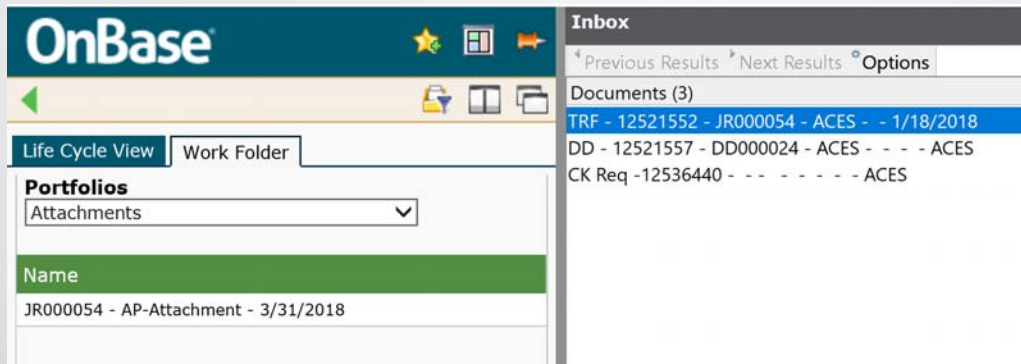 OnBase
Life Cycle View Work Folder
Portfolios
Attachments
Name
JR000054 - AP-Attachment - 3/31/2018
Inbox
Previous Results Next Results Options
Documents (3)
TRF - 12521552 - JR000054 - ACES - - 1/18/2018
DD - 12521557 - DD000024 - ACES - - - - ACES
CK Req -12536440 - - - - - - - - ACES